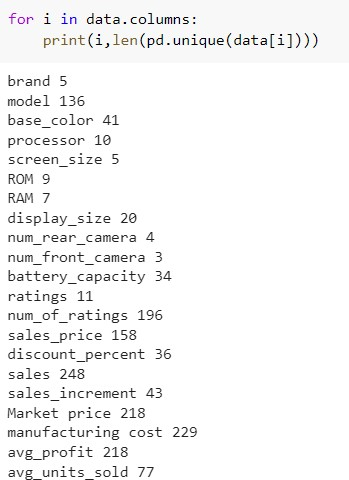 for i in data.columns:
    print(i,len(pd.unique(data[i])))
brand 5
model 136
base_color 41
processor 10
screen_size 5
ROM 9
RAM 7
display_size 20
num_rear_camera 4
num_front_camera 3
battery_capacity 34
ratings 11
num_of_ratings 196
sales_price 158
discount_percent 36
sales 248
sales_increment 43
Market price 218
manufacturing cost 229
avg_profit 218
avg_units_sold 77